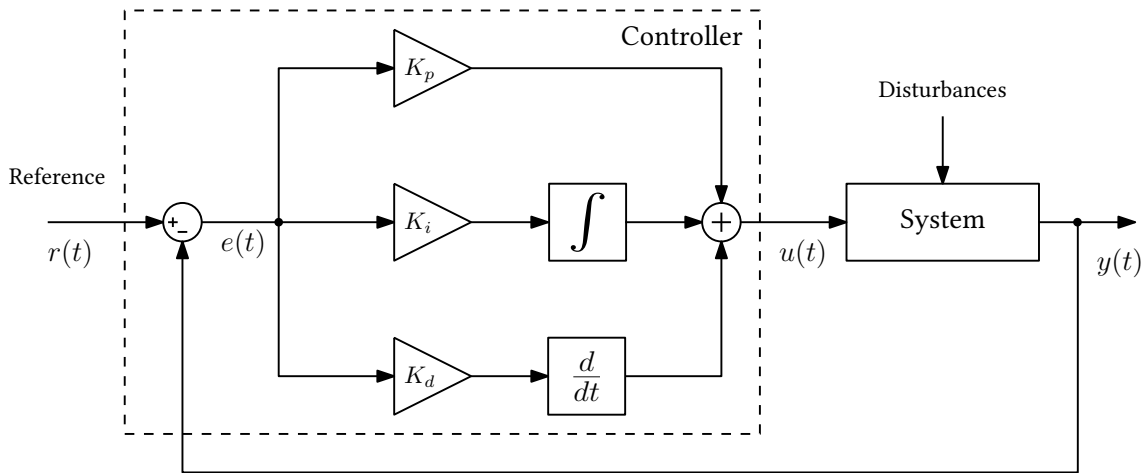 Controller
K_p
Disturbances
Reference
+
−
K_i
∫
+
System
r(t)
e(t)
u(t)
y(t)
K_d
d
dt